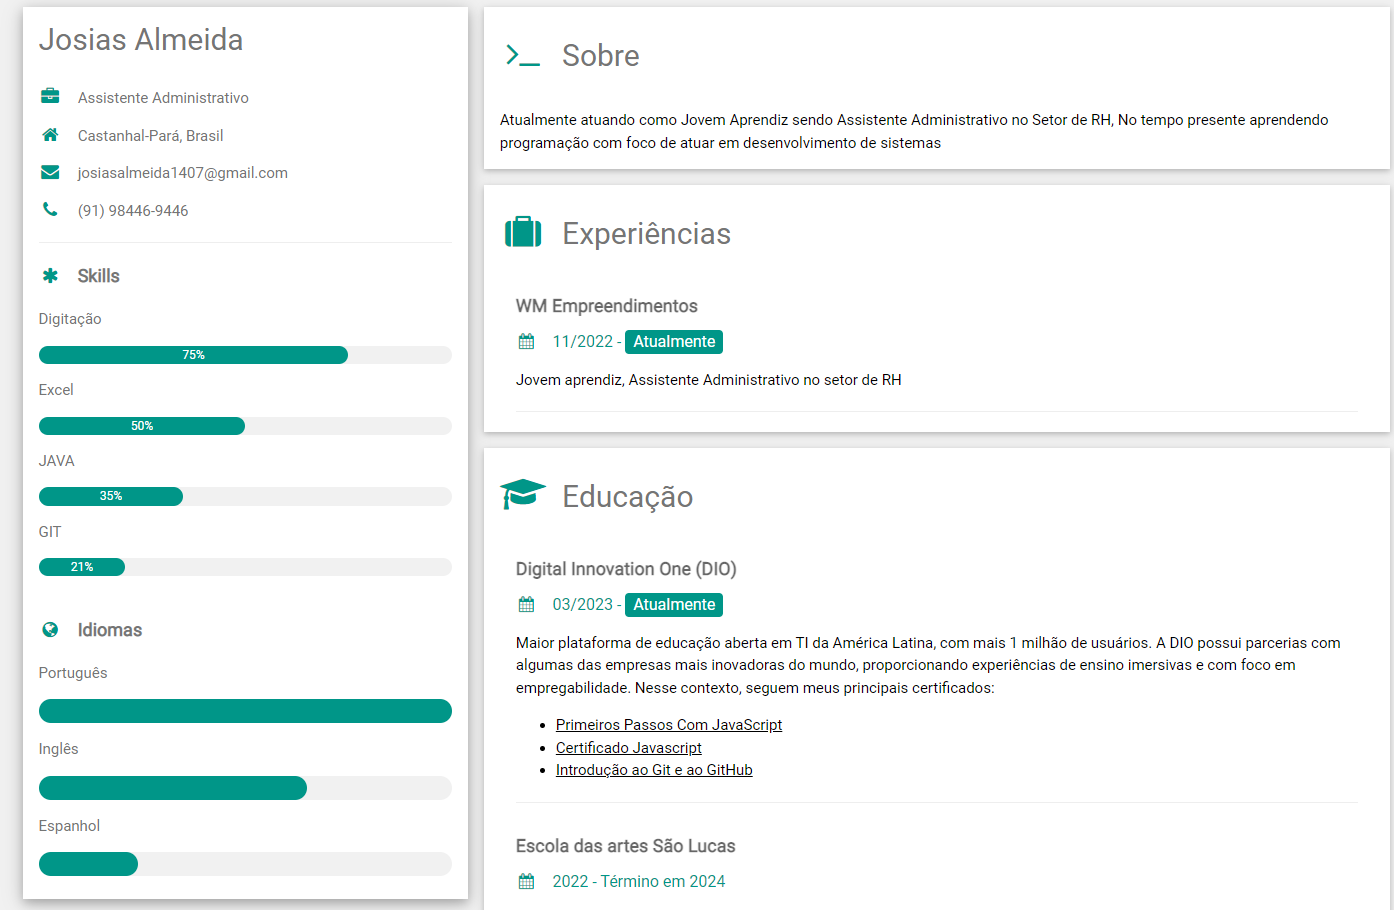 Josias Almeida
Assistente Administrativo
Castanhal-Pará, Brasil
josiasalmeida1407@gmail.com
(91) 98446-9446
Skills
Digitação
75%
Excel
50%
JAVA
35%
GIT
21%
Idiomas
Português
Inglês
Espanhol
Sobre
Atualmente atuando como Jovem Aprendiz sendo Assistente Administrativo no Setor de RH, No tempo presente aprendendo
programação com foco de atuar em desenvolvimento de sistemas
Experiências
WM Empreendimentos
11/2022 - Atualmente
Jovem aprendiz, Assistente Administrativo no setor de RH
Educação
Digital Innovation One (DIO)
03/2023 - Atualmente
Maior plataforma de educação aberta em TI da América Latina, com mais 1 milhão de usuários. A DIO possui parcerias com
algumas das empresas mais inovadoras do mundo, proporcionando experiências de ensino imersivas e com foco em
empregabilidade. Nesse contexto, seguem meus principais certificados:
Primeiros Passos Com JavaScript
Certificado Javascript
Introdução ao Git e ao GitHub
Escola das artes São Lucas
2022 - Término em 2024